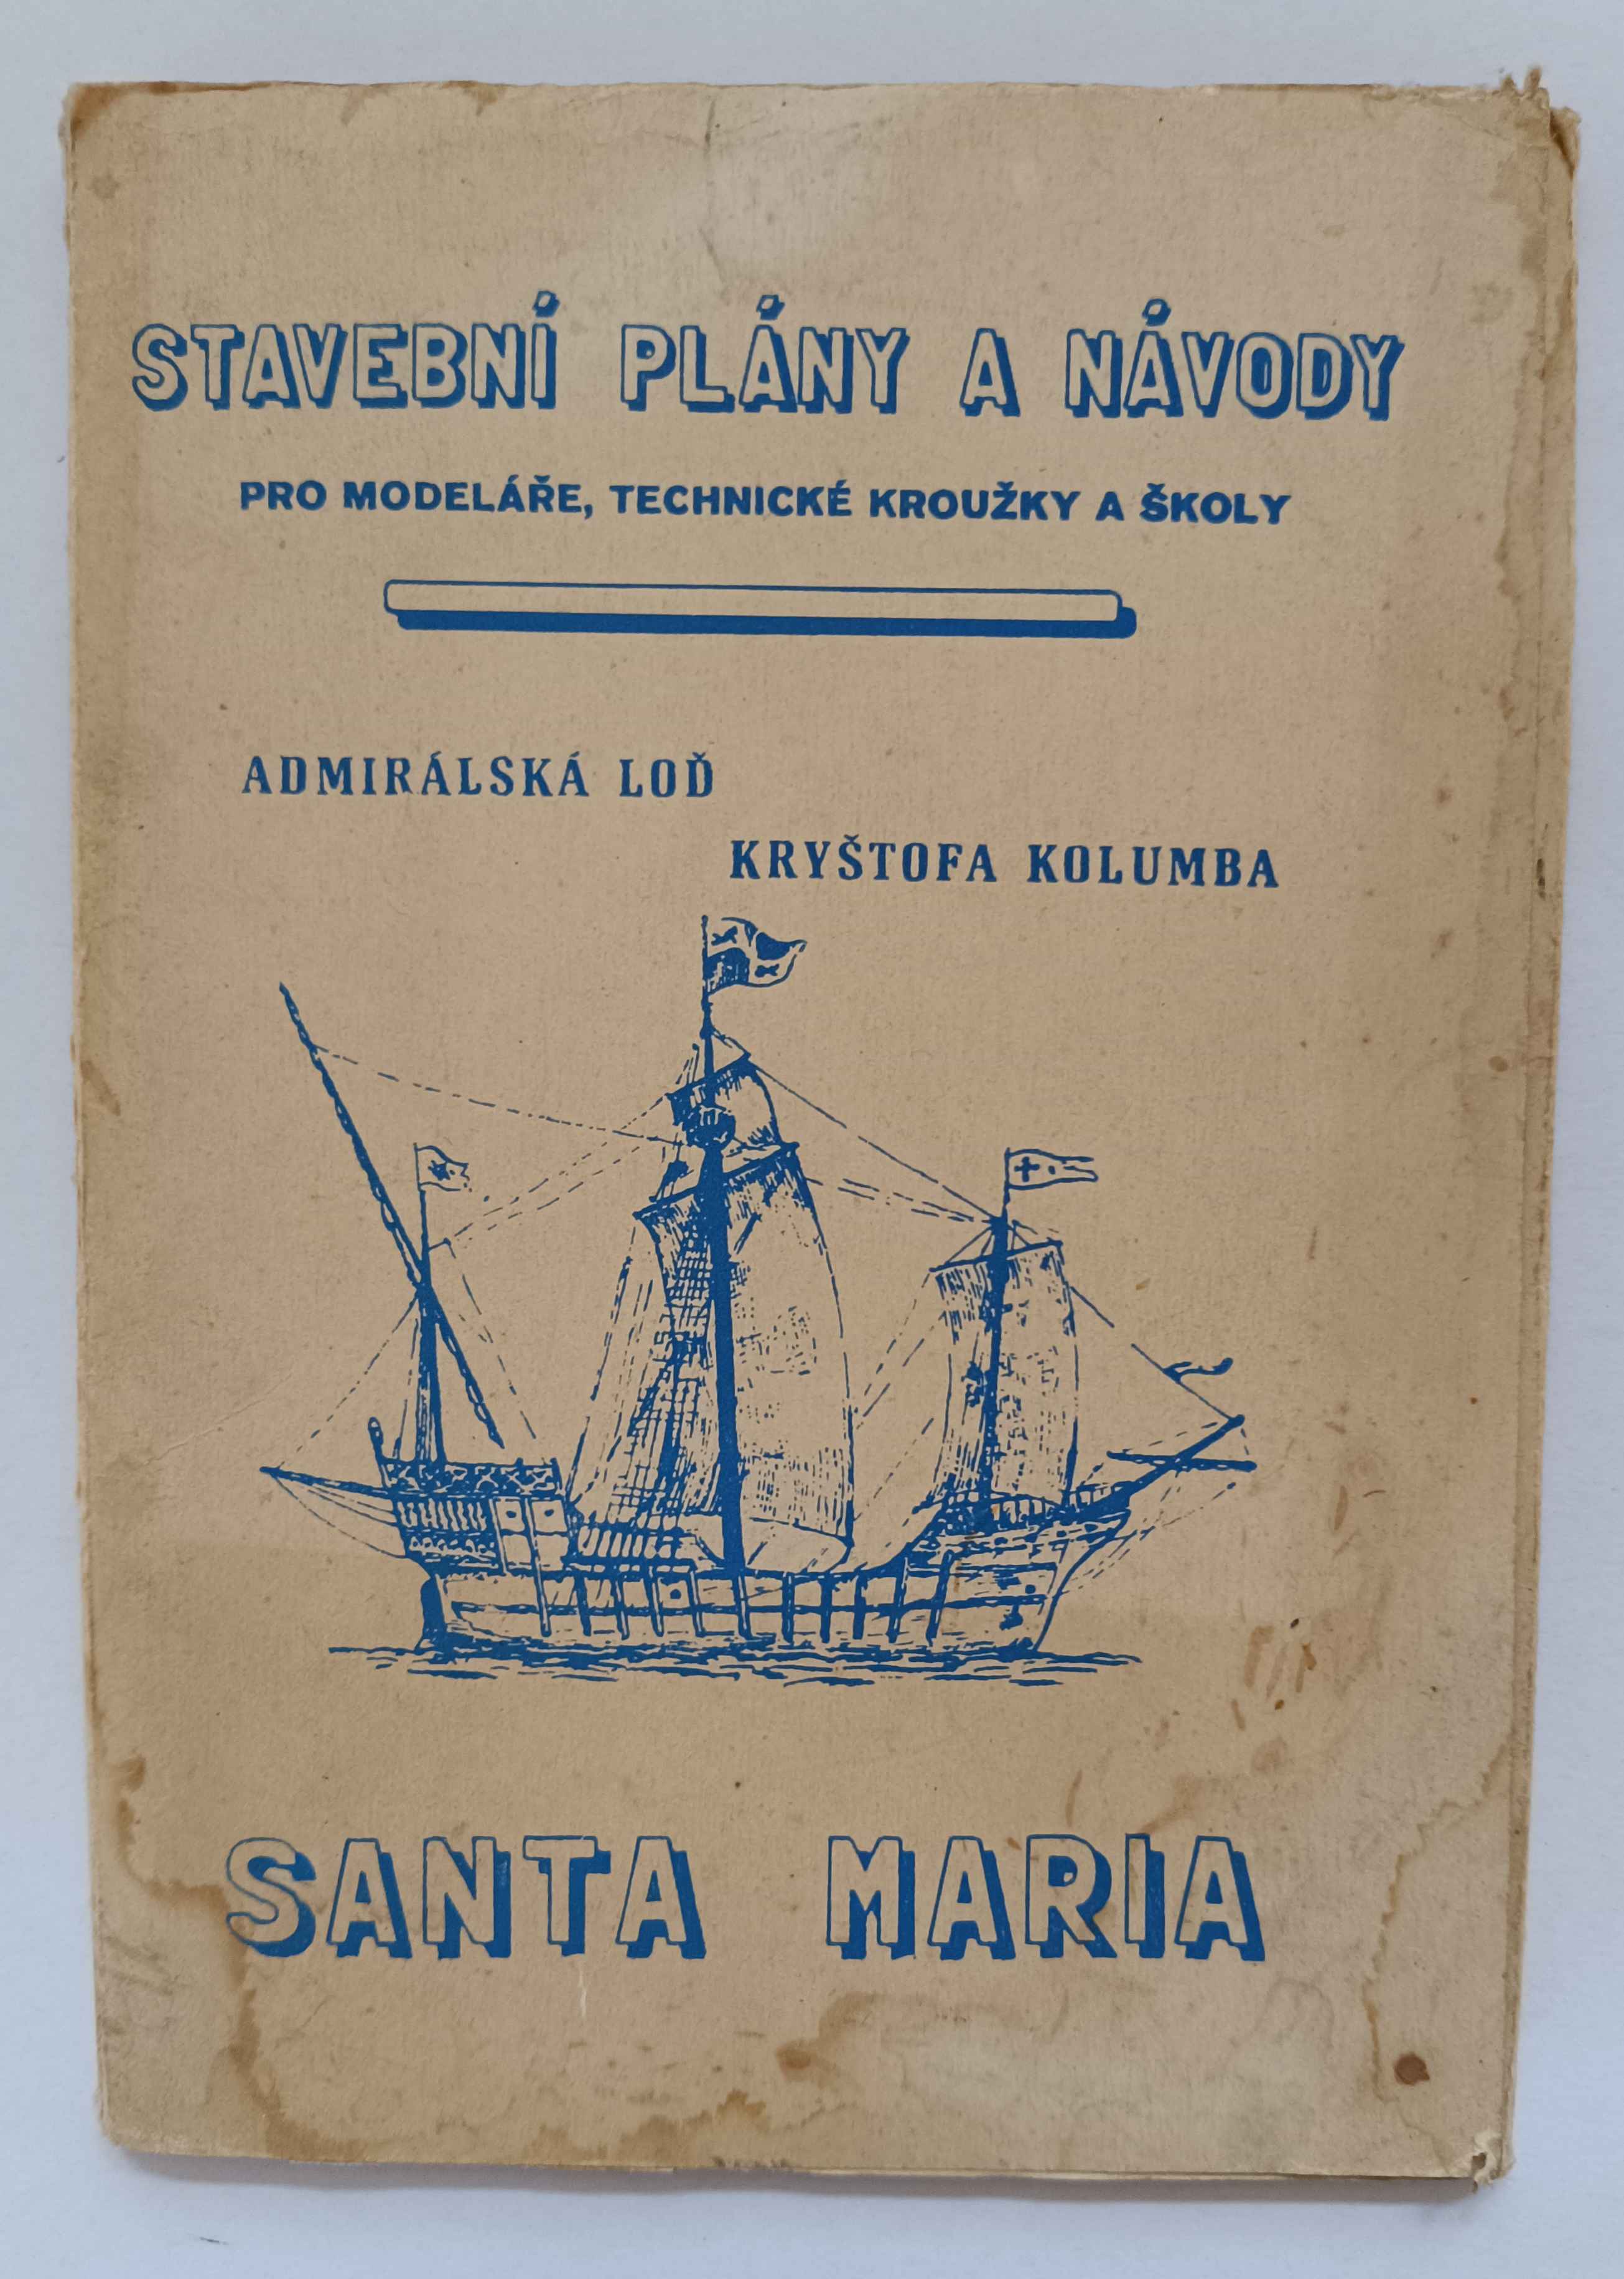 STAVEBNÍ PLÁNY A NÁVODY
PRO MODELÁŘE, TECHNICKÉ KROUŽKY A ŠKOLY
ADMIRÁLSKÁ LOĎ
KRYŠTOFA KOLUMBA
SANTA MARIA